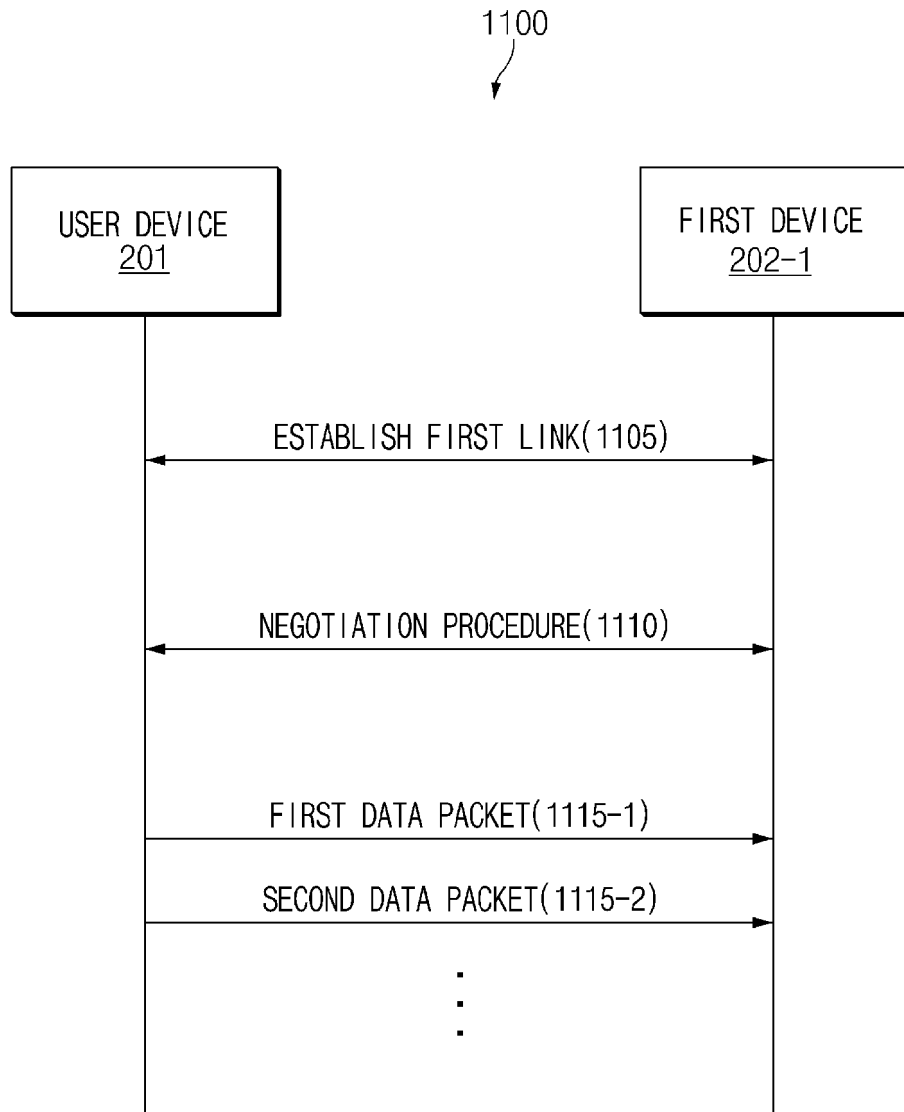 1100
USER DEVICE
201
FIRST DEVICE
202-1
ESTABLISH FIRST LINK(1105)
NEGOTIATION PROCEDURE(1110)
FIRST DATA PACKET(1115-1)
SECOND DATA PACKET(1115-2)